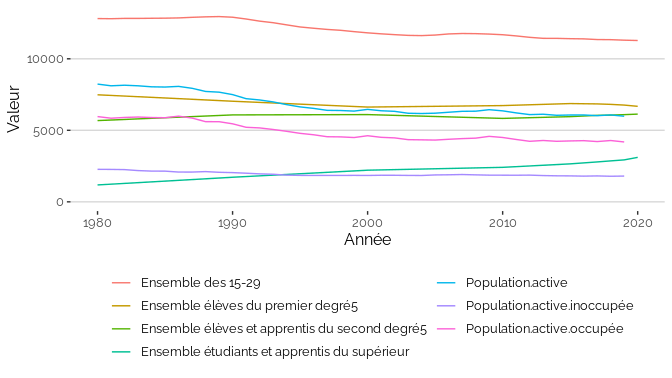 Valeur
10000
5000
0
1980
1990
2000
2010
2020
Année
Ensemble des 15-29
Ensemble élèves du premier degré5
Ensemble élèves et apprentis du second degré5
Ensemble étudiants et apprentis du supérieur
Population.active
Population.active.inoccupée
Population.active.occupée